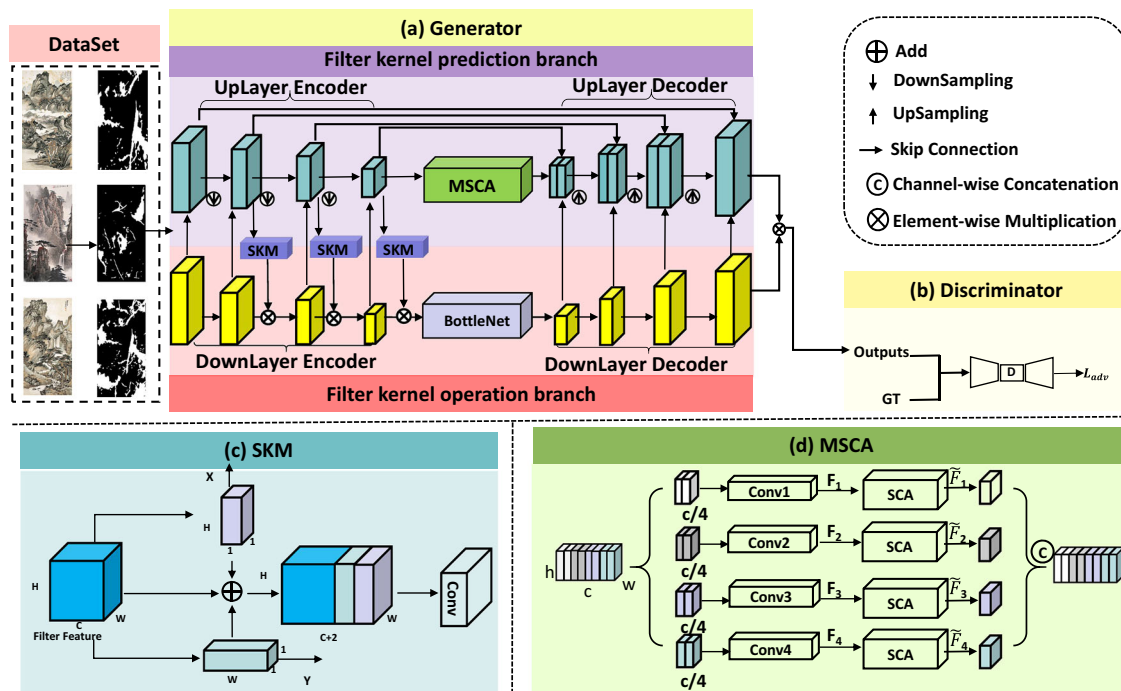 DataSet
(a) Generator
Filter kernel prediction branch
UpLayer Encoder
UpLayer Decoder
MSCA
SKM
SKM
SKM
BottleNet
DownLayer Encoder
DownLayer Decoder
Filter kernel operation branch
Add
DownSampling
UpSampling
Skip Connection
C Channel-wise Concatenation
Element-wise Multiplication
(b) Discriminator
Outputs
GT
D
L_adv
(c) SKM
X
H
1
1
H
C
W
Filter Feature
H
C+2
W
Conv
W
1
1
Y
(d) MSCA
h
c
w
c/4
Conv1
F₁
SCA
F̃₁
c/4
Conv2
F₂
SCA
F̃₂
c/4
Conv3
F₃
SCA
F̃₃
c/4
Conv4
F₄
SCA
F̃₄
C